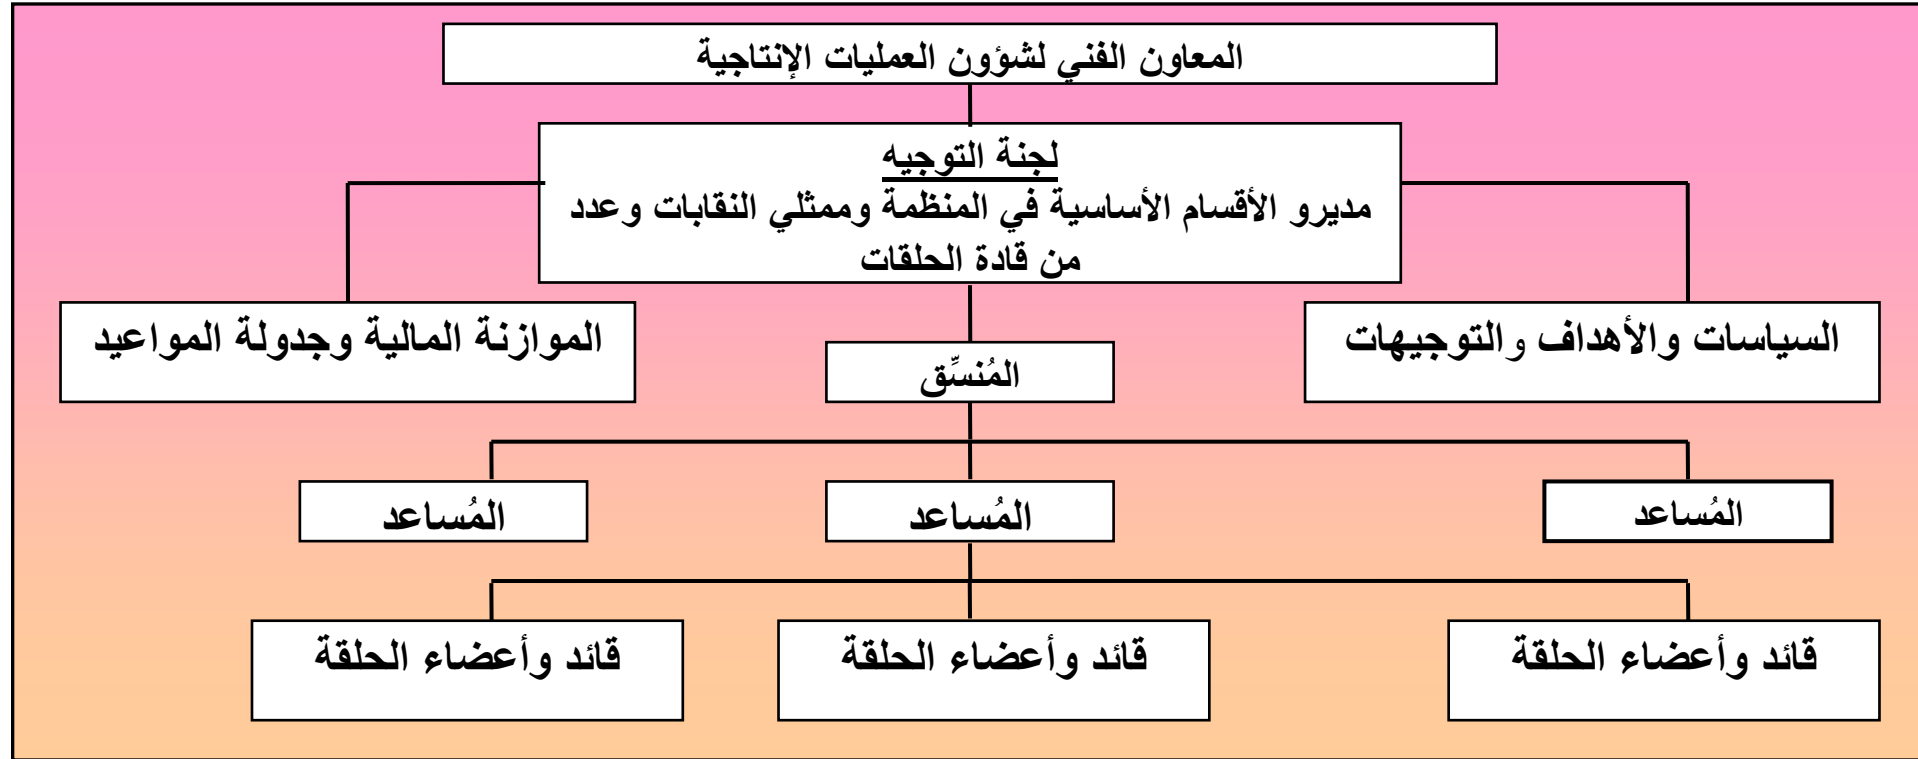 المعاون الفني لشؤون العمليات الإنتاجية
لجنة التوجيه
مديرو الأقسام الأساسية في المنظمة وممثلي النقابات وعدد
من قادة الحلقات
السياسات والأهداف والتوجيهات
الموازنة المالية وجدولة المواعيد
المُنسِّق
المُساعد
المُساعد
المُساعد
قائد وأعضاء الحلقة
قائد وأعضاء الحلقة
قائد وأعضاء الحلقة